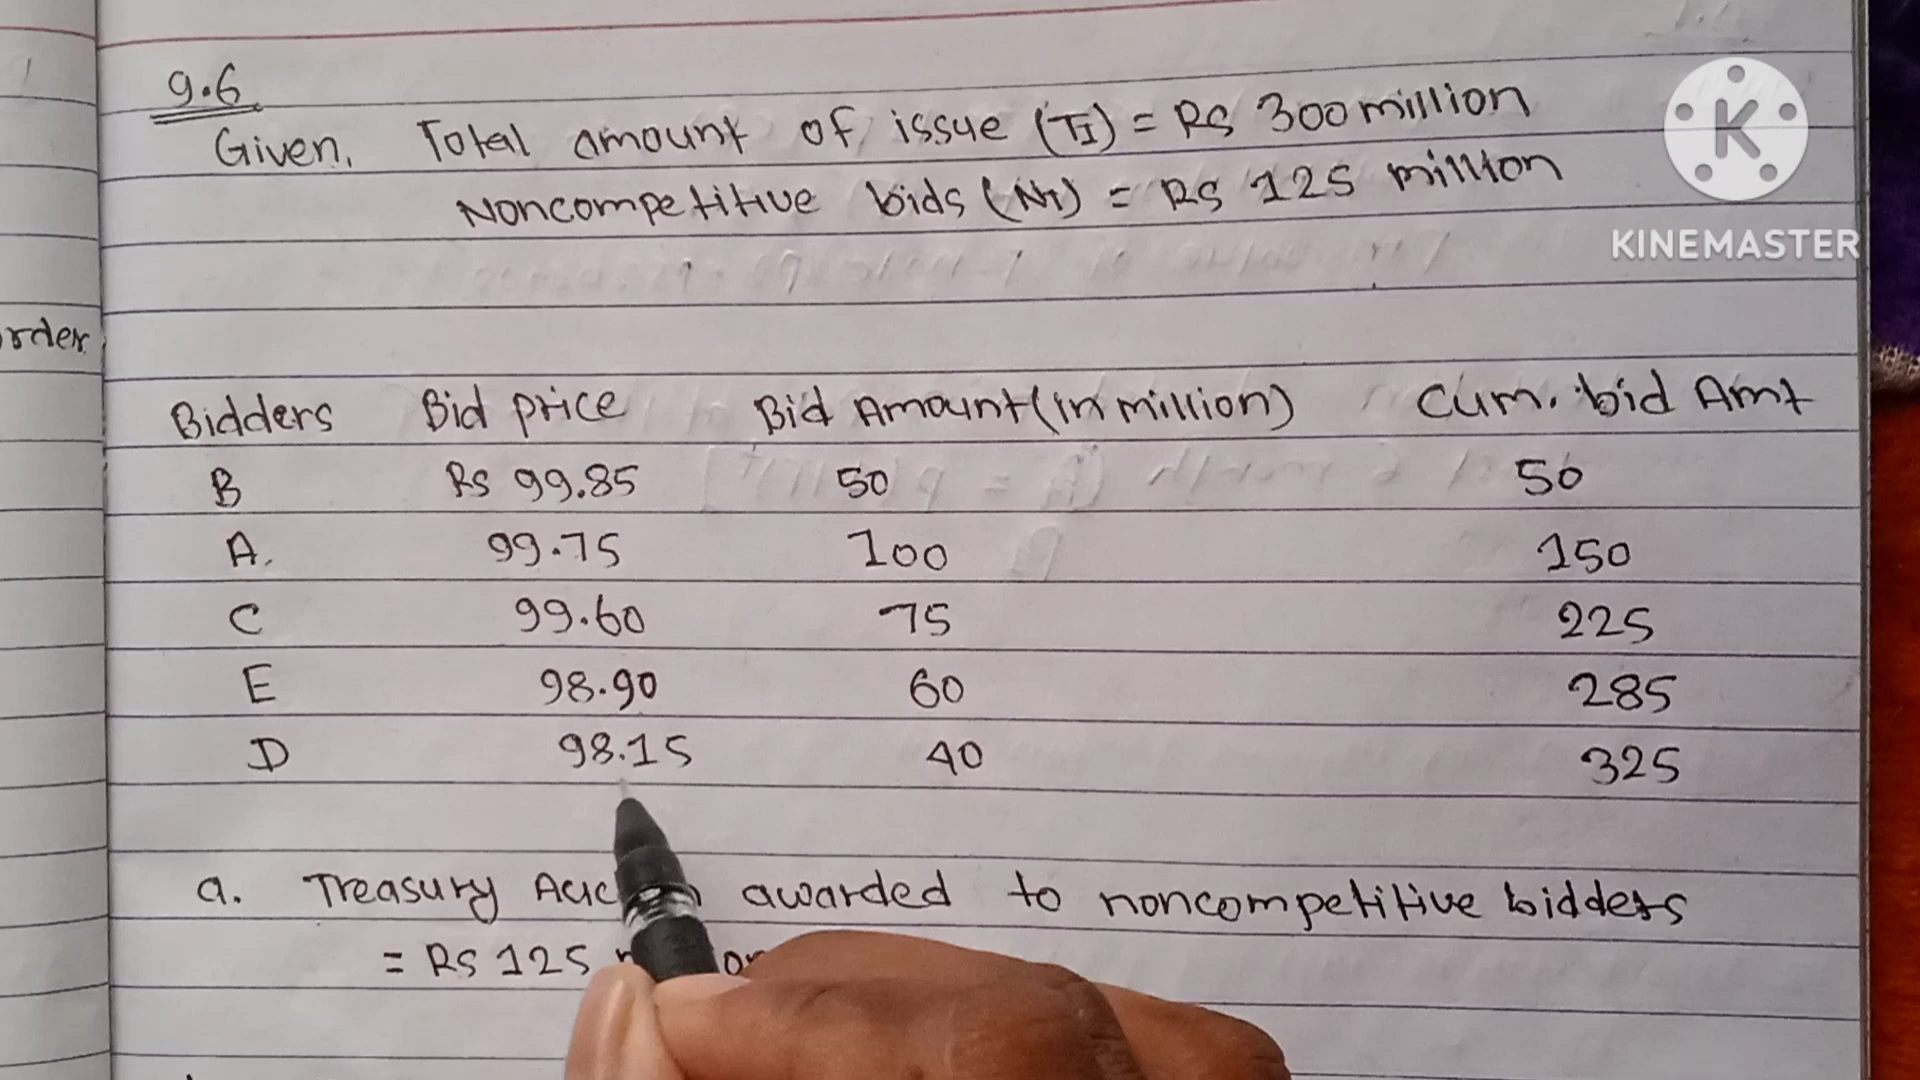 9.6
Given, Total amount of issue (TI) = Rs 300 million
Noncompetitive bids (NI) = Rs 125 million
K
KINEMASTER
order
Bidders Bid price Bid Amount (in million) Cum. bid Amt
B Rs 99.85 50 50
A. 99.75 100 150
C 99.60 75 225
E 98.90 60 285
D 98.15 40 325
a. Treasury awarded to noncompetitive bidders
= Rs 125